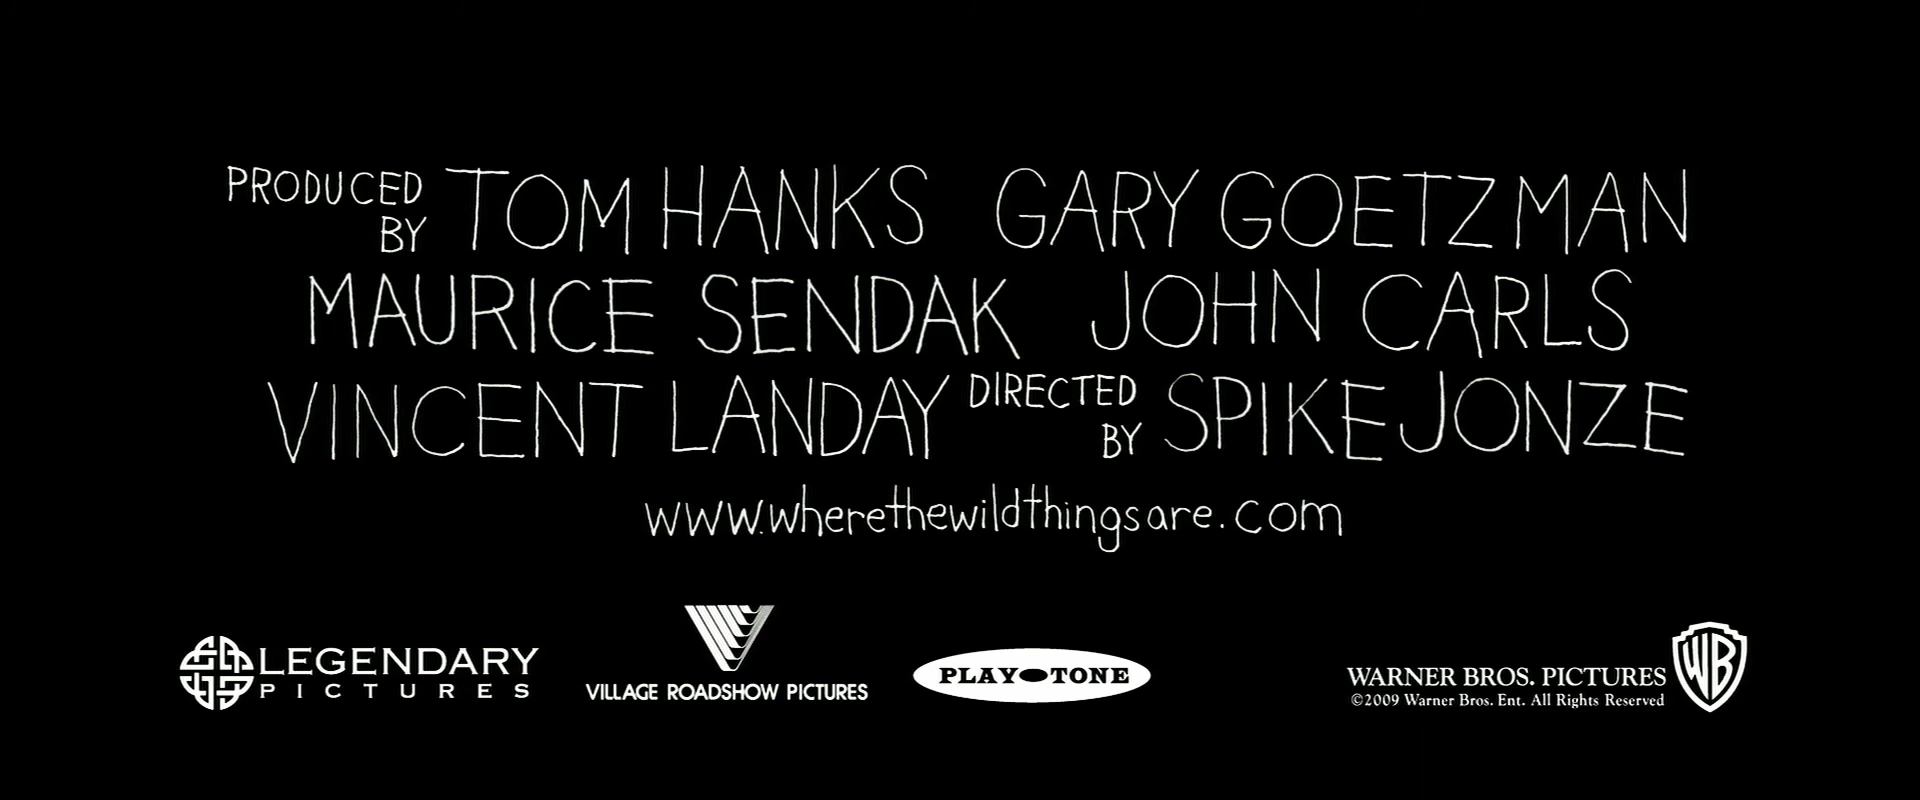 PRODUCED BY TOM HANKS GARY GOETZMAN
MAURICE SENDAK JOHN CARLS
VINCENT LANDAY DIRECTED BY SPIKE JONZE
www.wherethewildthingsare.com
LEGENDARY PICTURES
VILLAGE ROADSHOW PICTURES
PLAY-TONE
WARNER BROS. PICTURES
©2009 Warner Bros. Ent. All Rights Reserved
WB